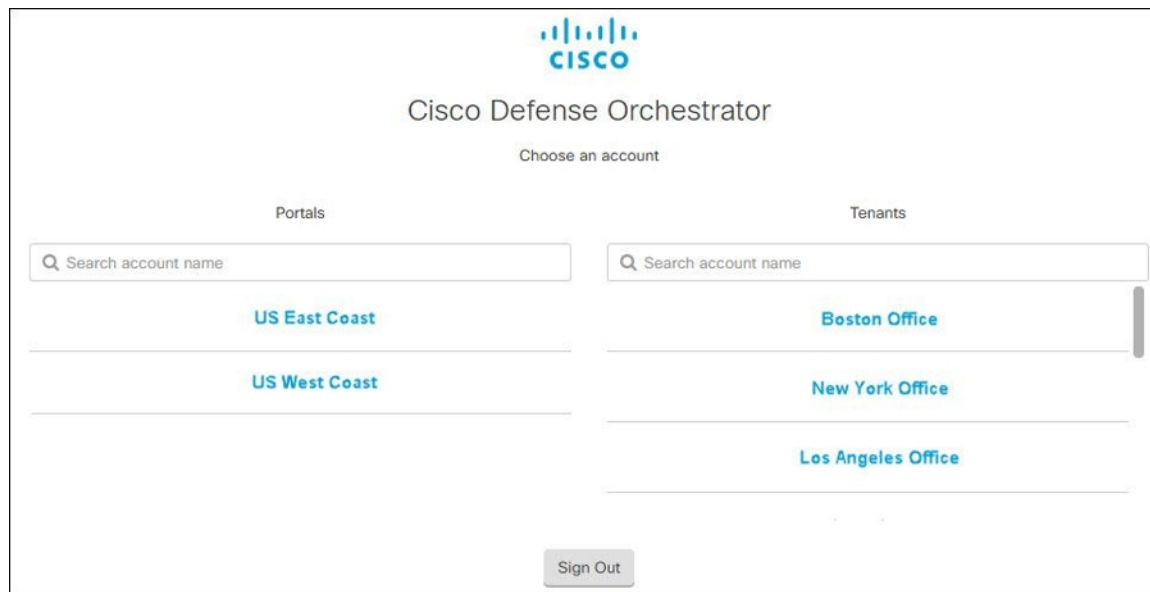 CISCO
Cisco Defense Orchestrator
Choose an account
Portals
Search account name
US East Coast
US West Coast
Tenants
Search account name
Boston Office
New York Office
Los Angeles Office
Sign Out